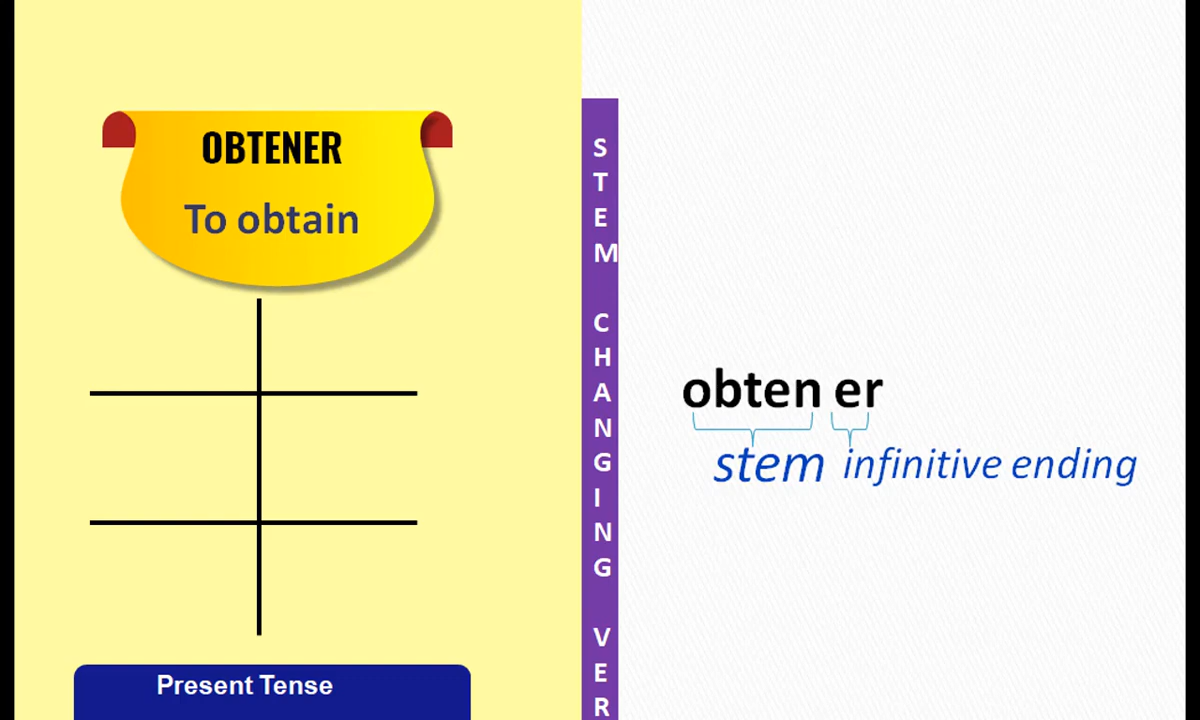 OBTENER
To obtain
Present Tense
STEM CHANGING VER
obten er
stem infinitive ending